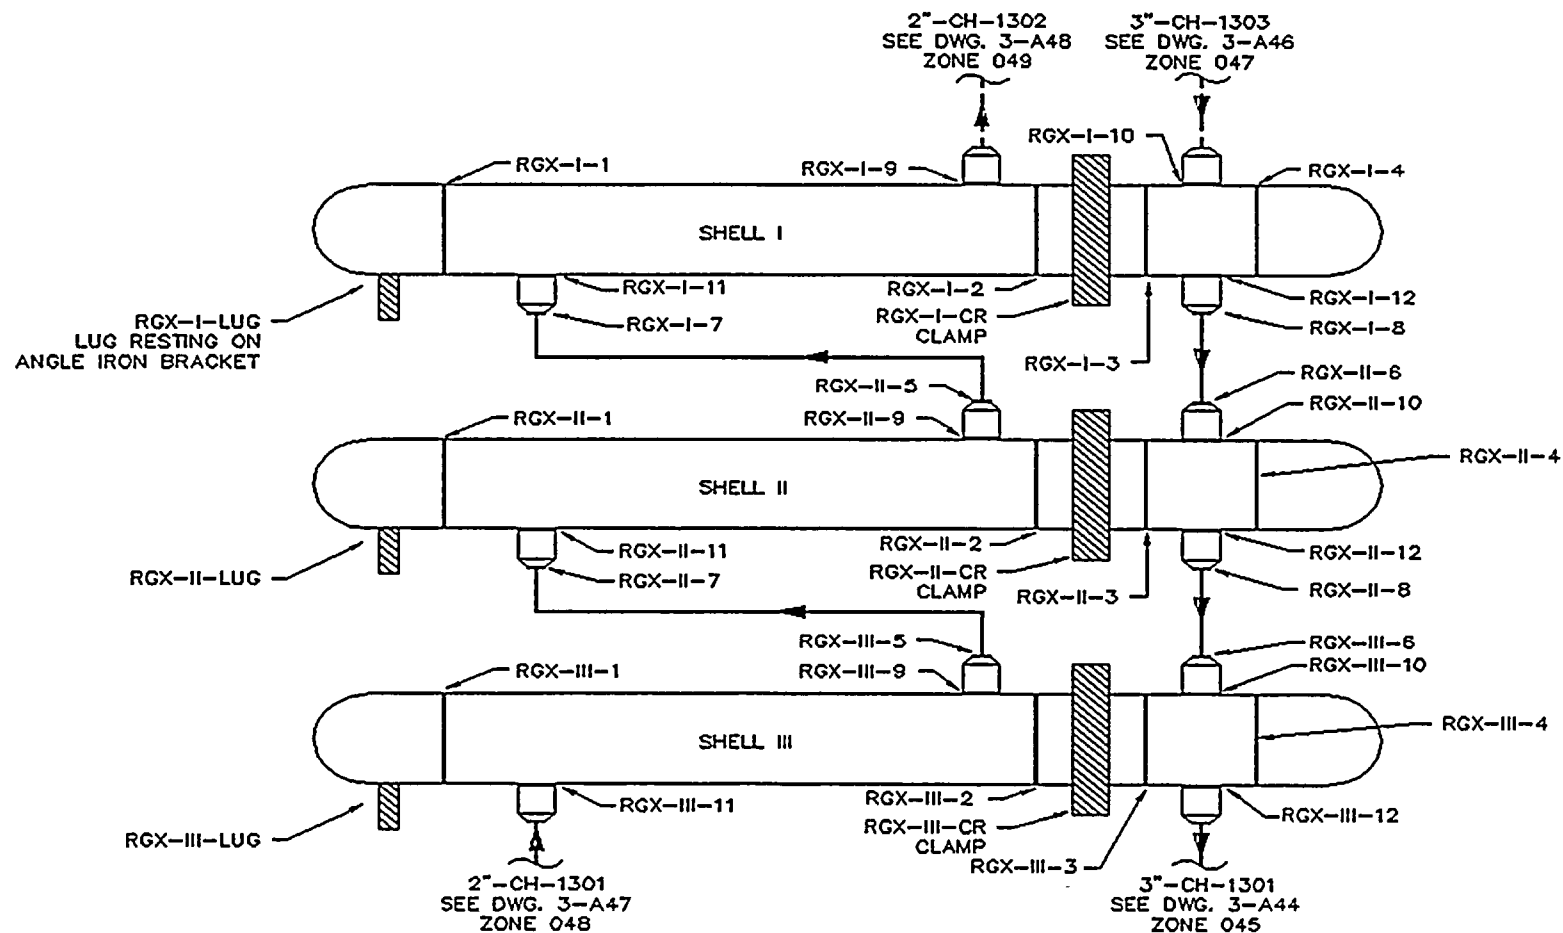 2"-CH-1302
SEE DWG. 3-A48
ZONE 049
3"-CH-1303
SEE DWG. 3-A46
ZONE 047
RGX-I-10
RGX-I-1
RGX-I-9
RGX-I-4
SHELL I
RGX-I-11
RGX-I-2
RGX-I-12
RGX-I-LUG
LUG RESTING ON
ANGLE IRON BRACKET
RGX-I-7
RGX-I-CR
CLAMP
RGX-I-8
RGX-I-3
RGX-II-5
RGX-II-6
RGX-II-1
RGX-II-9
RGX-II-10
RGX-II-4
SHELL II
RGX-II-11
RGX-II-2
RGX-II-12
RGX-II-LUG
RGX-II-7
RGX-II-CR
CLAMP
RGX-II-3
RGX-II-8
RGX-III-5
RGX-III-6
RGX-III-1
RGX-III-9
RGX-III-10
RGX-III-4
SHELL III
RGX-III-11
RGX-III-2
RGX-III-12
RGX-III-LUG
RGX-III-CR
CLAMP
RGX-III-3
2"-CH-1301
SEE DWG. 3-A47
ZONE 048
3"-CH-1301
SEE DWG. 3-A44
ZONE 045